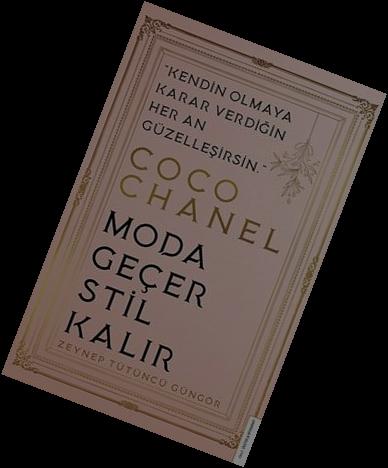 "KENDİN OLMAYA
KARAR VERDİĞİN
HER AN
GÜZELLEŞİRSİN."
COCO
CHANEL
MODA
GEÇER
STİL
KALIR
ZEYNEP TÜTÜNCÜ GÜNGÖR